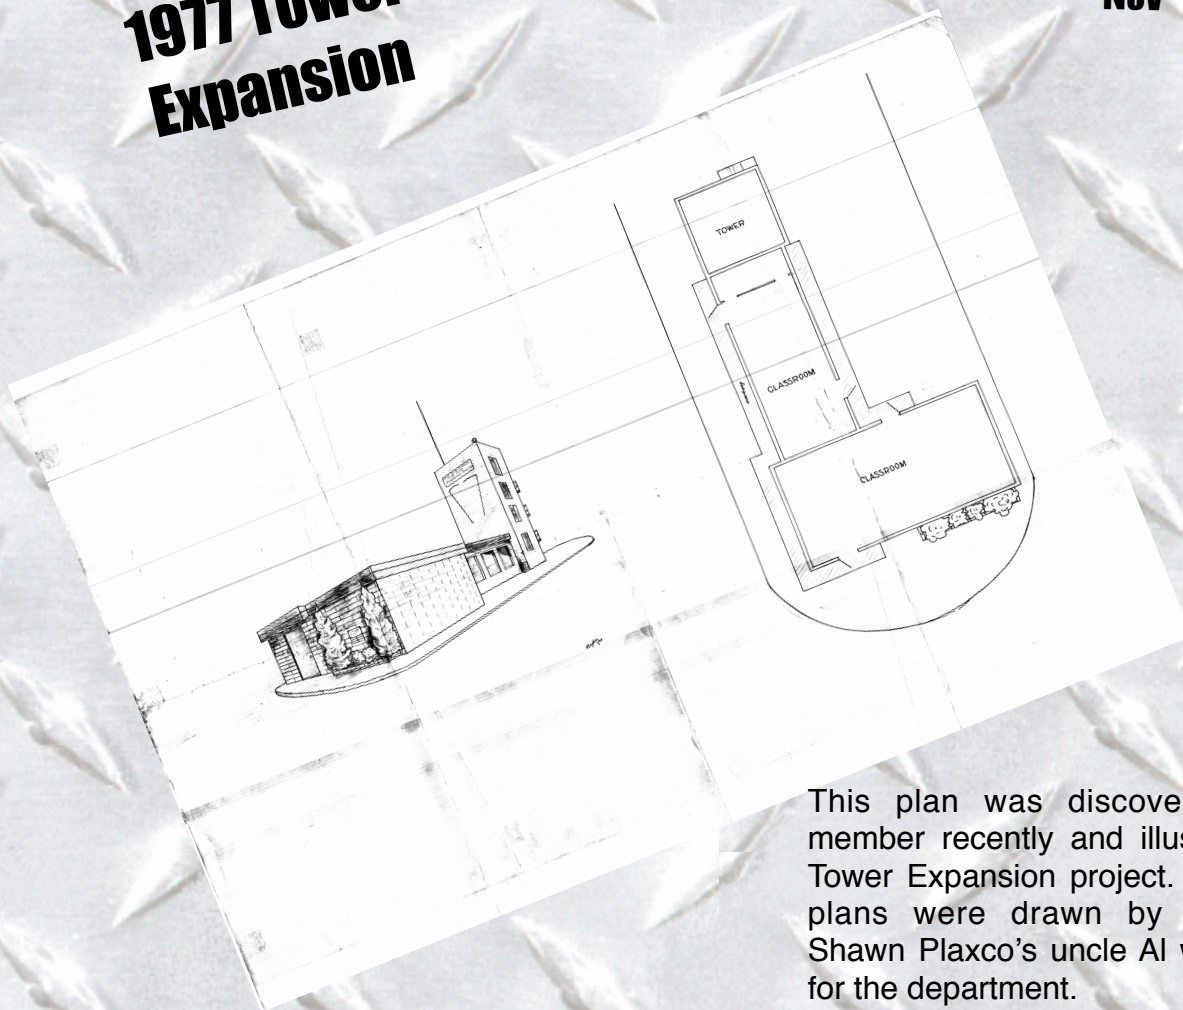 1977 Tower
Expansion
Nov
TOWER
CLASSROOM
CLASSROOM
This plan was discove
member recently and illus
Tower Expansion project.
plans were drawn by
Shawn Plaxco’s uncle Al w
for the department.